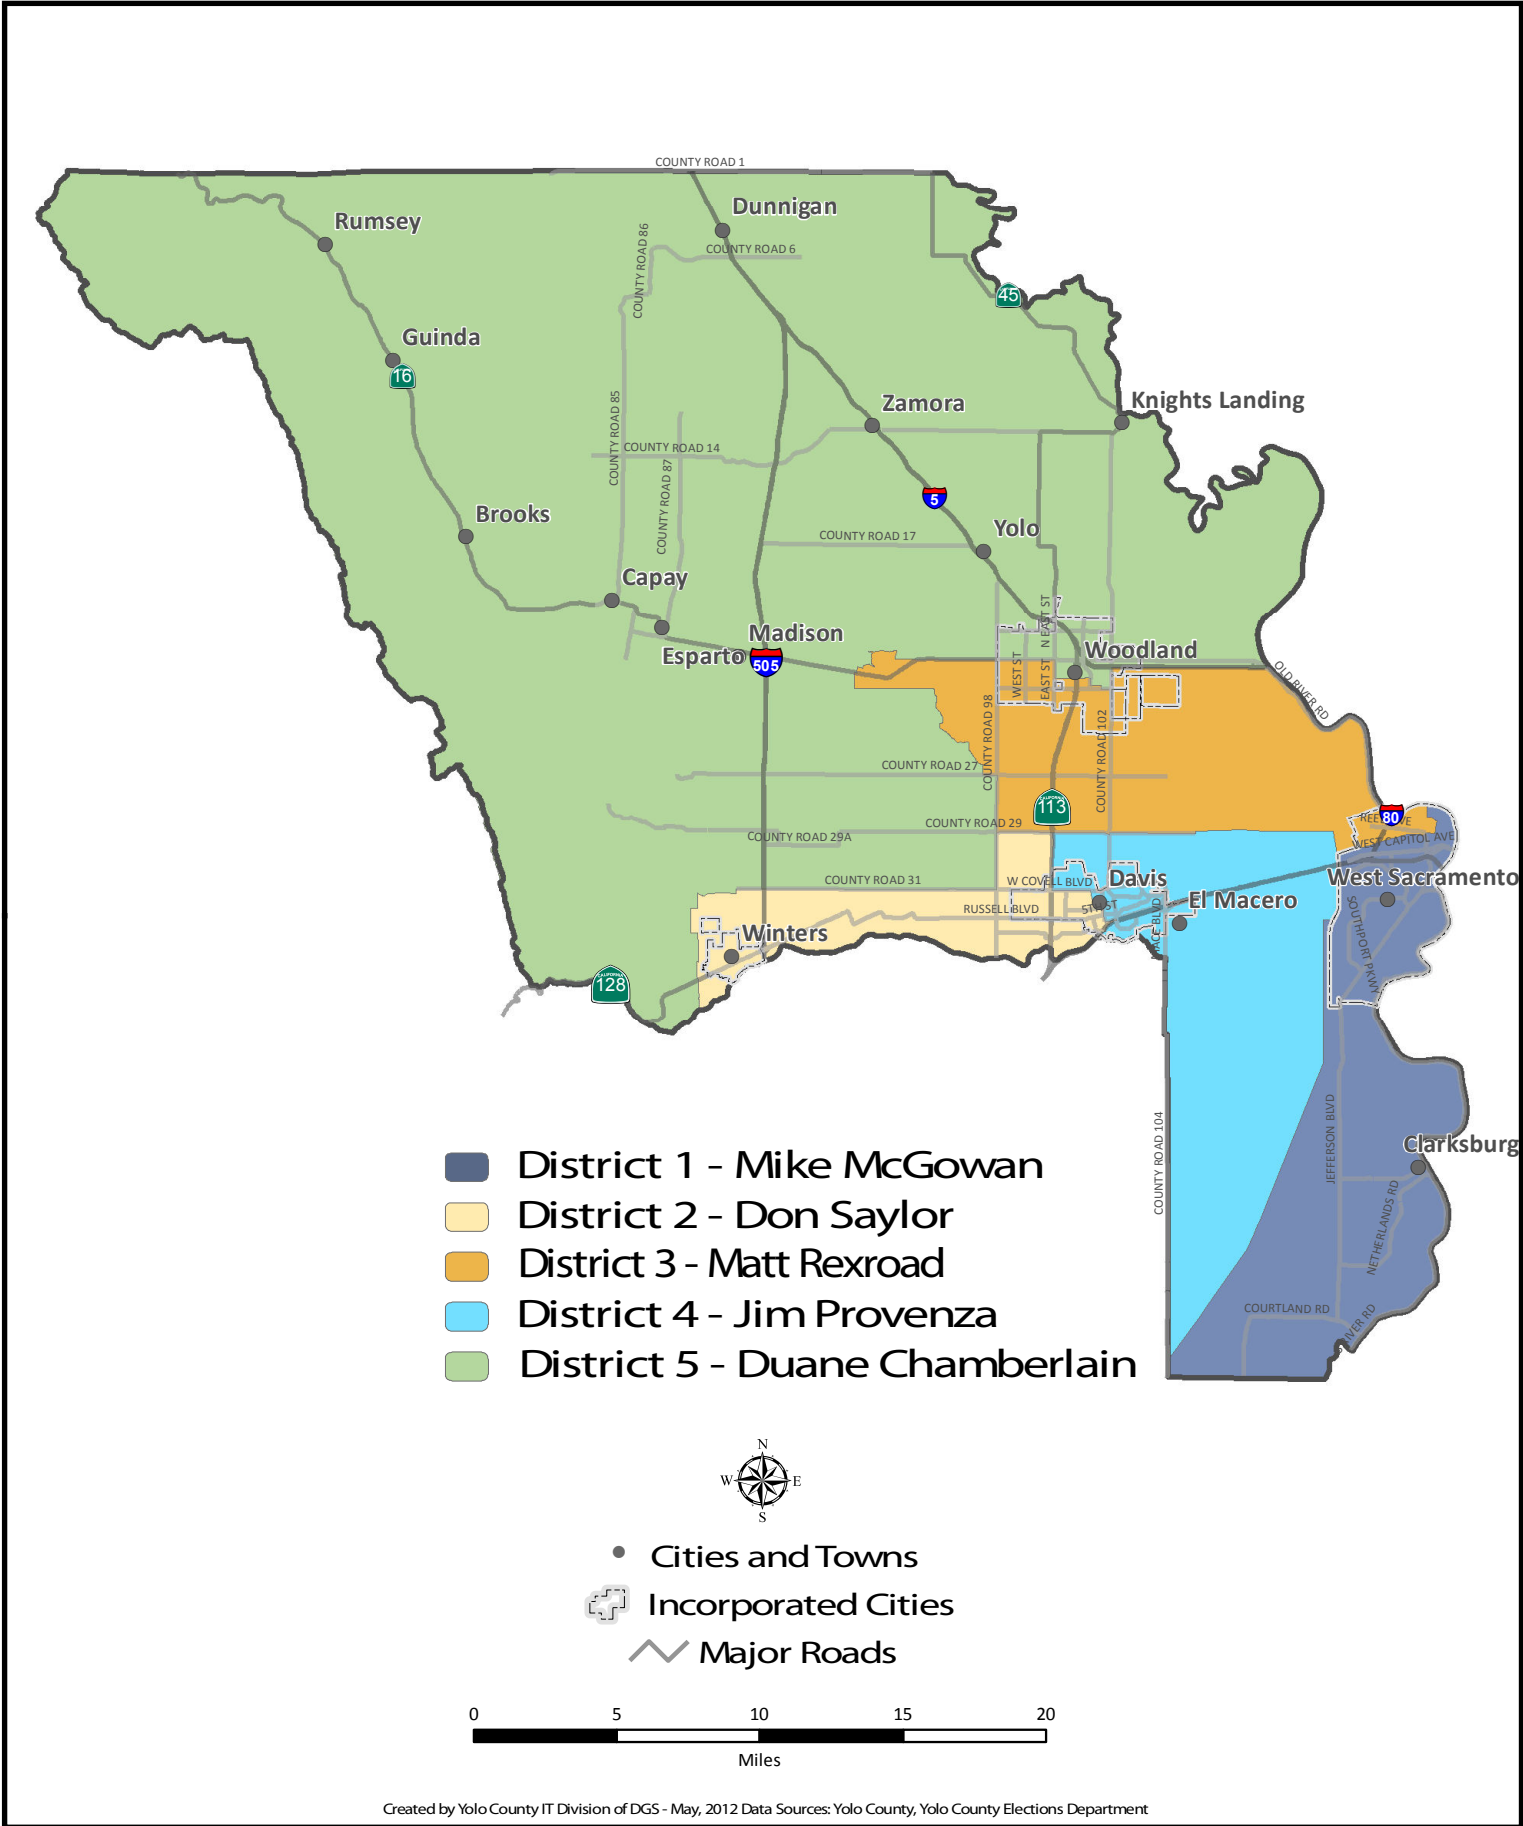 COUNTY ROAD 1
Dunnigan
Rumsey
COUNTY ROAD 86
COUNTY ROAD 6
45
Guinda
16
Zamora
Knights Landing
COUNTY ROAD 85
COUNTY ROAD 14
COUNTY ROAD 87
5
Brooks
Yolo
COUNTY ROAD 17
Capay
N EAST ST
Madison
Esparto
505
Woodland
WEST ST
EAST ST
OLD RIVER RD
COUNTY ROAD 98
COUNTY ROAD 102
COUNTY ROAD 27
CALIFORNIA
113
80
COUNTY ROAD 29
COUNTY ROAD 29A
WEST CAPITOL AVE
COUNTY ROAD 31
W COVELL BLVD
Davis
West Sacramento
El Macero
RUSSELL BLVD
5TH ST
SOUTHPORT PKWY
Winters
CALIFORNIA
128
COUNTY ROAD 104
JEFFERSON BLVD
Clarksburg
NETHERLANDS RD
COURTLAND RD
District 1 - Mike McGowan
District 2 - Don Saylor
District 3 - Matt Rexroad
District 4 - Jim Provenza
District 5 - Duane Chamberlain
N
W E
S
Cities and Towns
Incorporated Cities
Major Roads
0 5 10 15 20
Miles
Created by Yolo County IT Division of DGS - May, 2012 Data Sources: Yolo County, Yolo County Elections Department